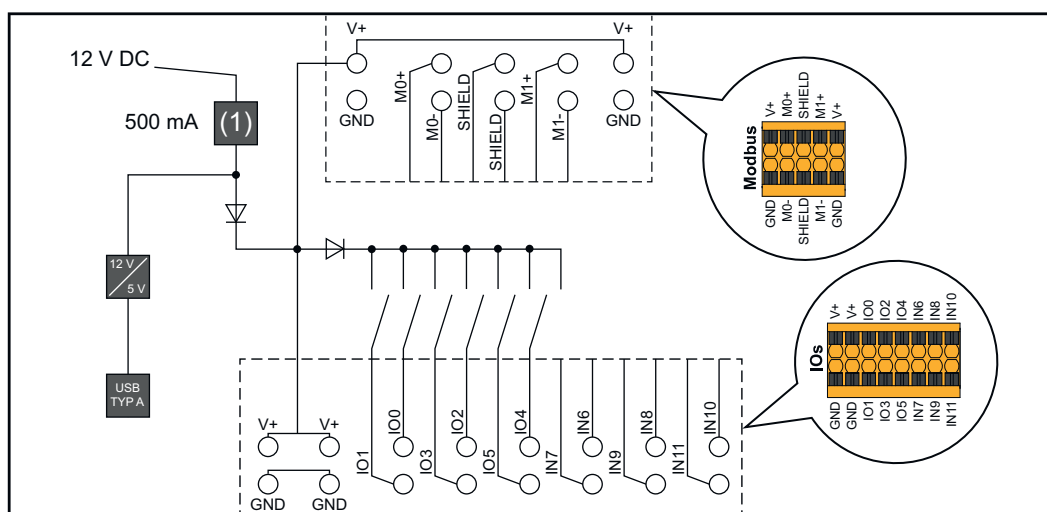 12 V DC
500 mA
(1)
12 V
5 V
USB
TYP A
V+
V+
GND
M0+
M0-
SHIELD
SHIELD
M1+
M1-
GND
Modbus
V+
M0+
SHIELD
M1+
V+
GND
M0-
SHIELD
M1-
GND
V+
V+
GND
GND
IO1
IO0
IO3
IO2
IO5
IO4
IN7
IN6
IN9
IN8
IN11
IN10
IOs
V+
V+
IO0
IO2
IO4
IN6
IN8
IN10
GND
GND
IO1
IO3
IO5
IN7
IN9
IN11